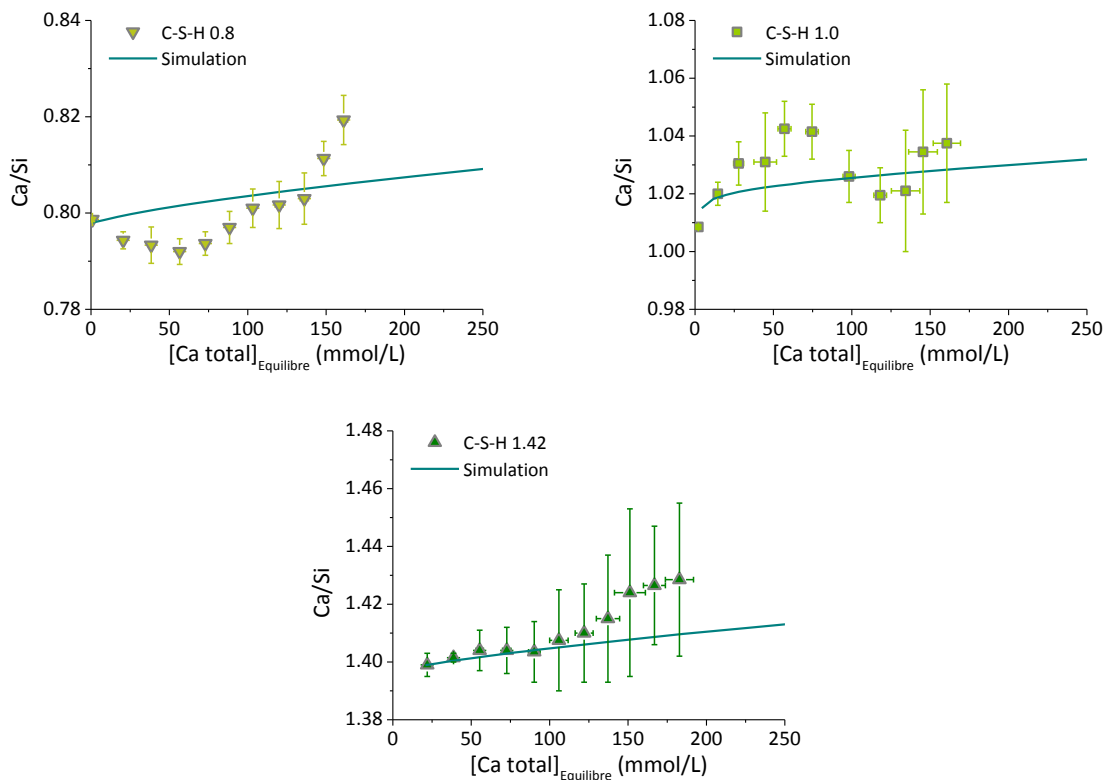 0.84
C-S-H 0.8
Simulation
0.82
0.80
0.78
Ca/Si
0 50 100 150 200 250
[Ca total]Equilibre (mmol/L)
1.08
C-S-H 1.0
Simulation
1.06
1.04
1.02
1.00
0.98
Ca/Si
0 50 100 150 200 250
[Ca total]Equilibre (mmol/L)
1.48
C-S-H 1.42
Simulation
1.46
1.44
1.42
1.40
1.38
Ca/Si
0 50 100 150 200 250
[Ca total]Equilibre (mmol/L)